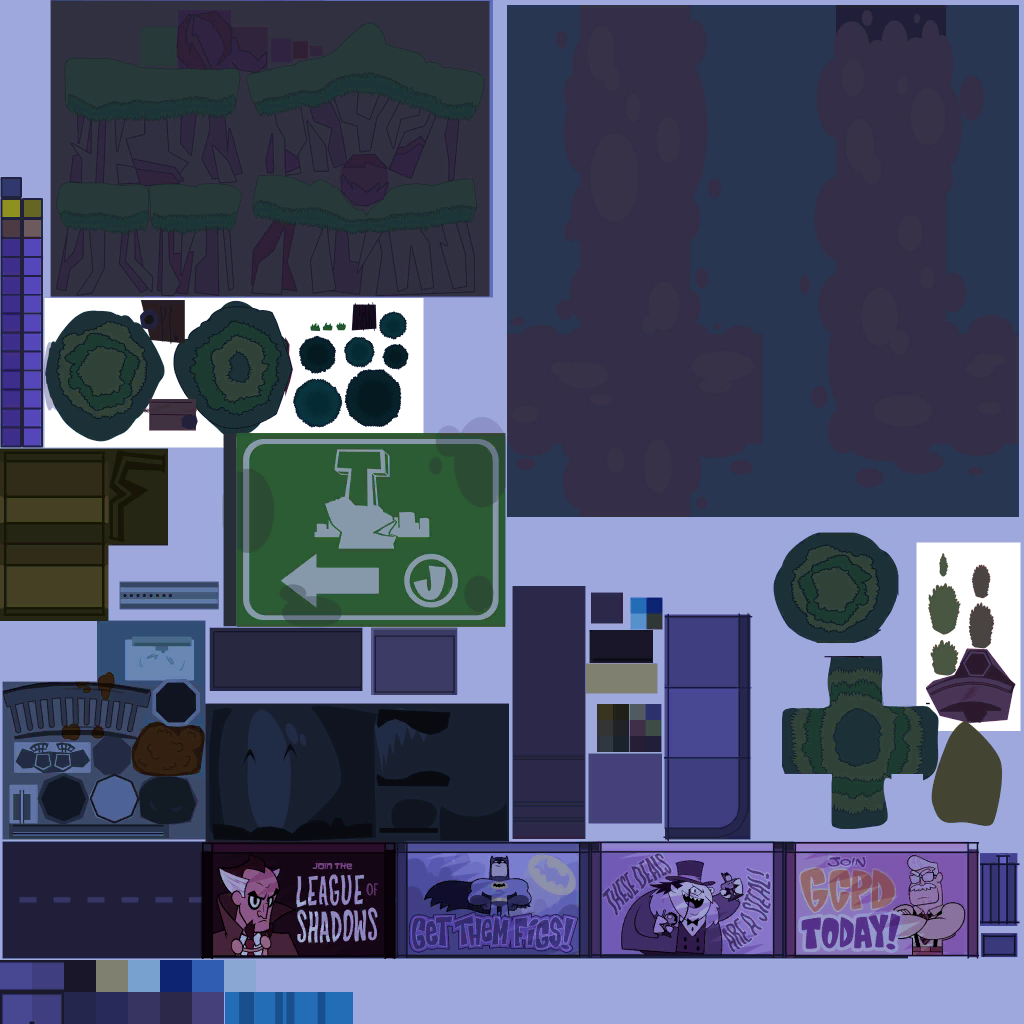 J
JOIN THE
LEAGUE OF
SHADOWS
GET THEM FIGS!
THESE DEALS
ARE A STEAL!
JOIN
GCPD
TODAY!